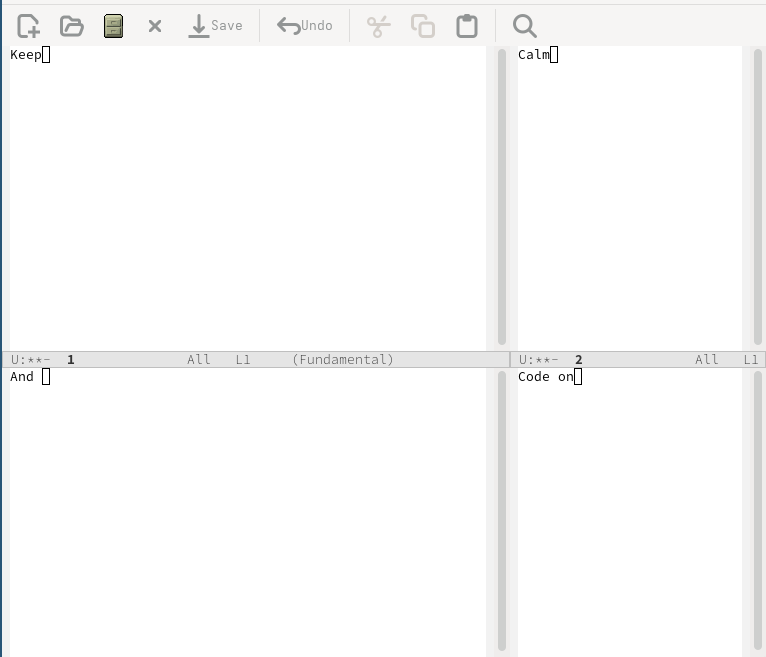 Save Undo
Keep
Calm
U:**- 1 All L1 (Fundamental)
U:**- 2 All L1
And
Code on